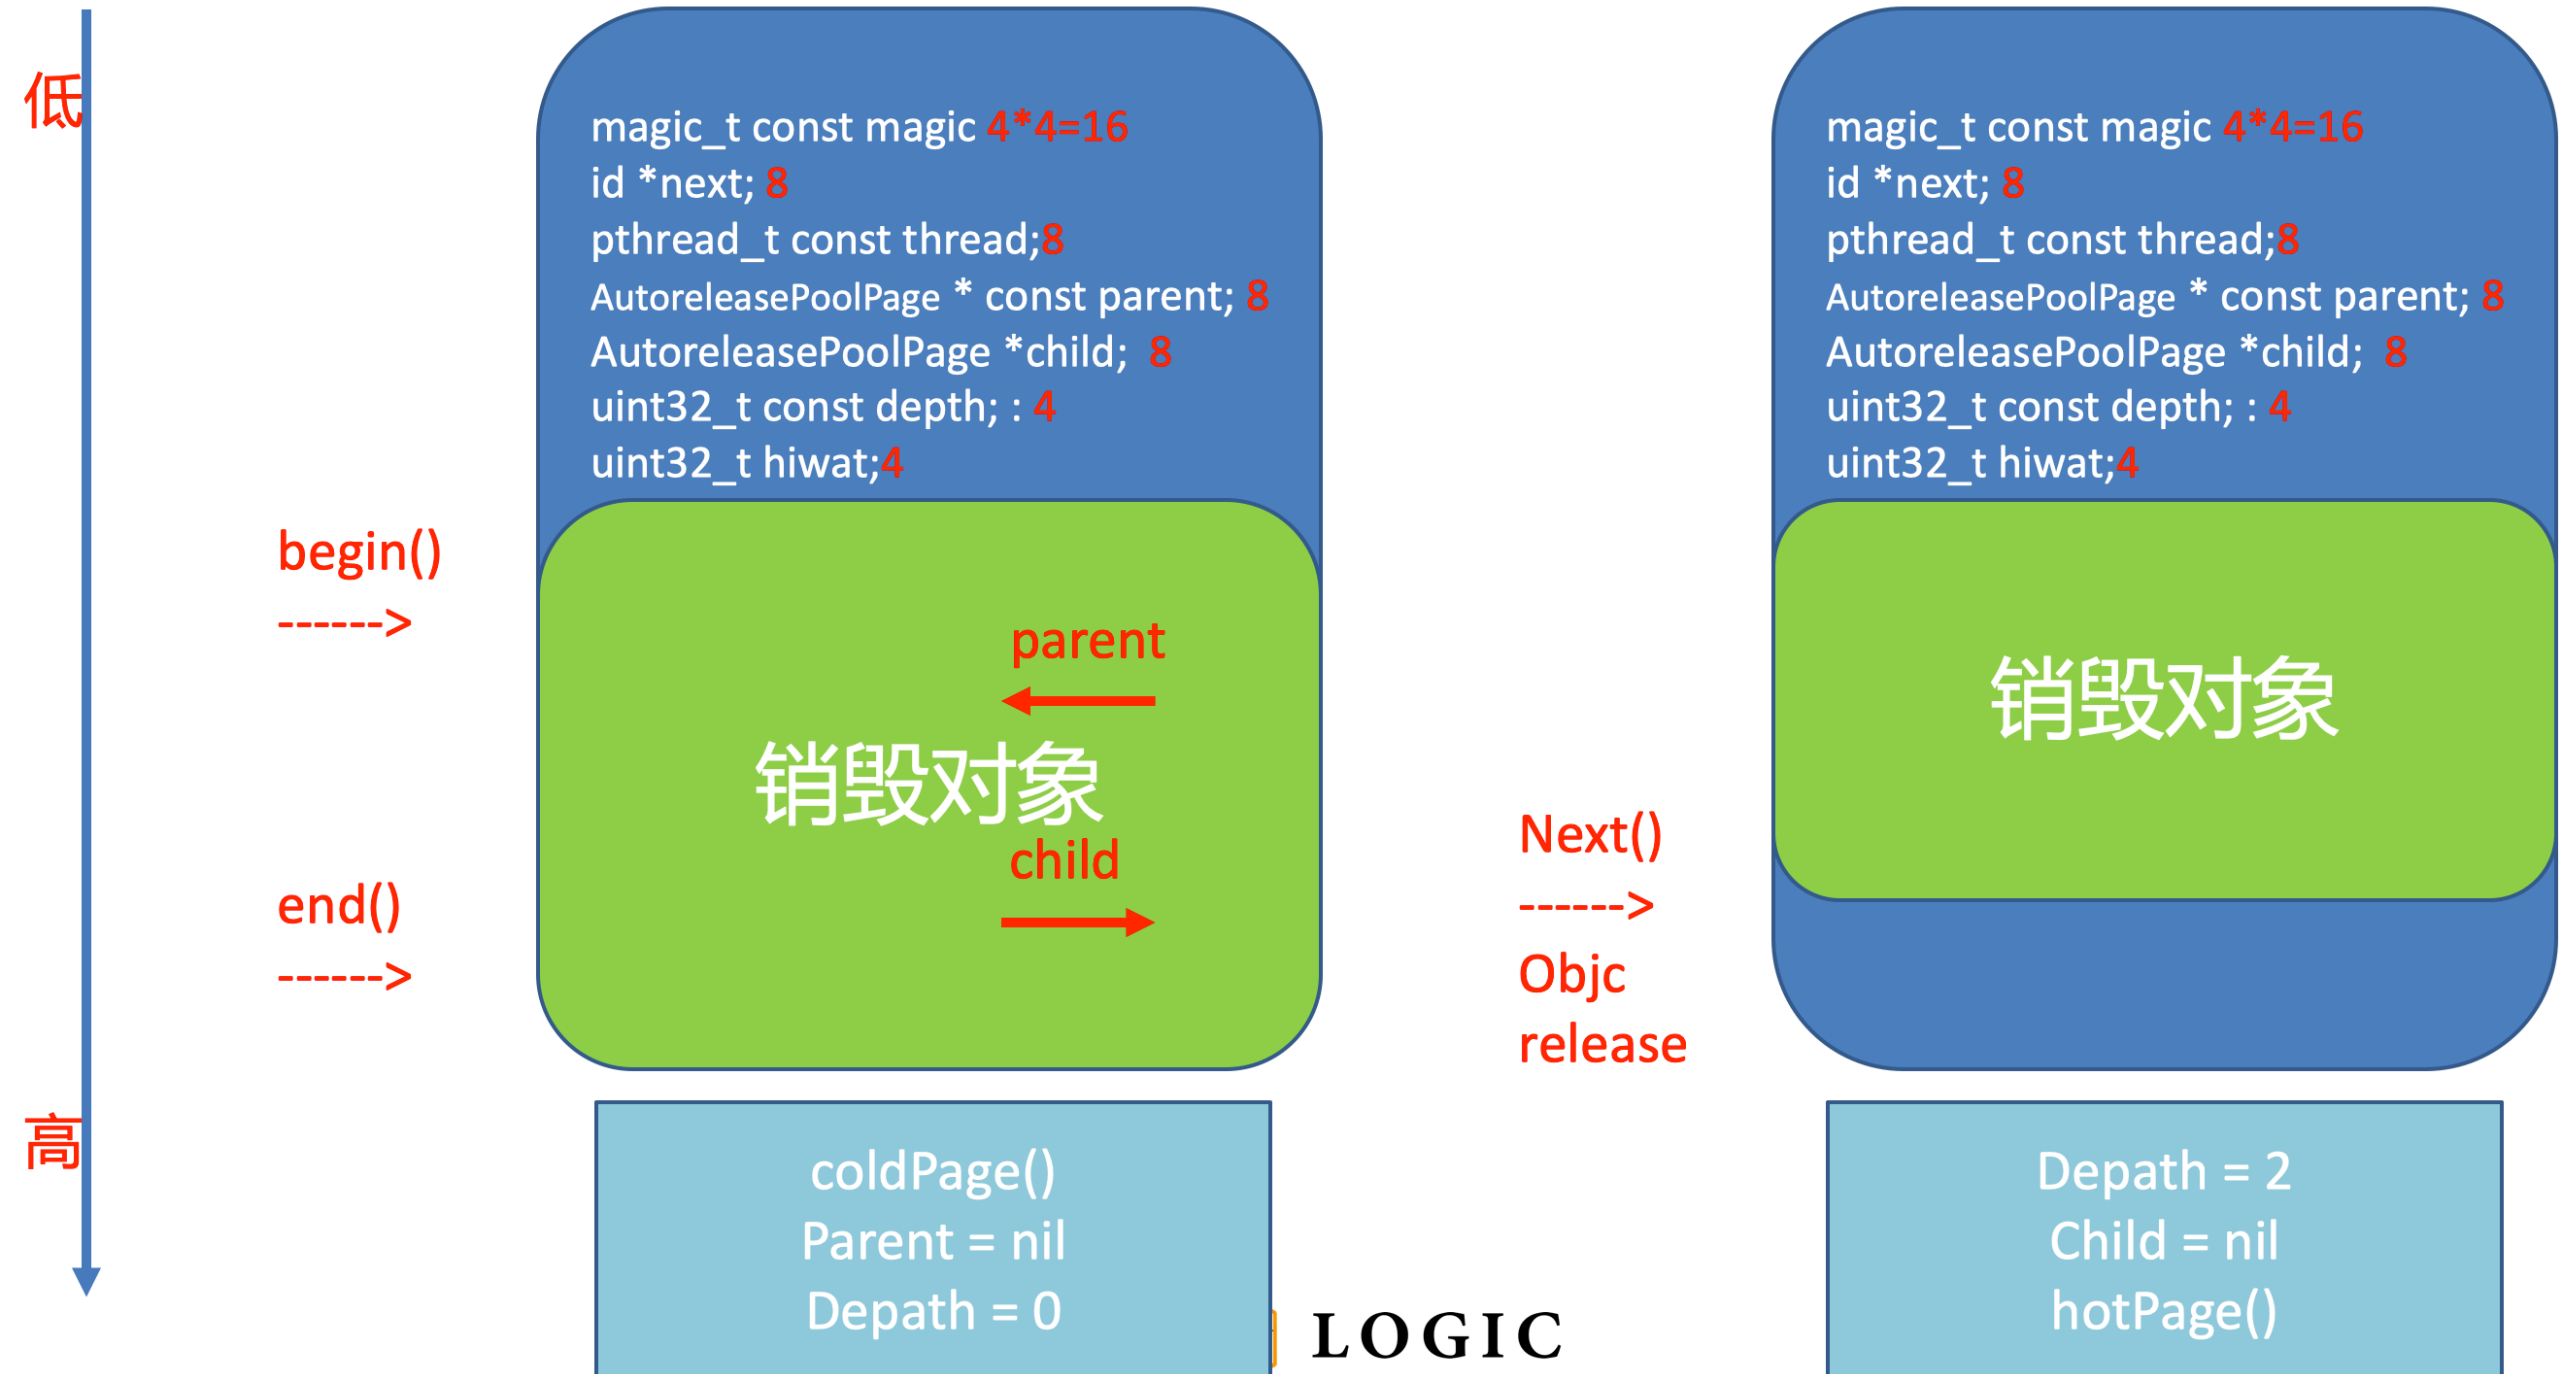 低
高
begin()
------>
end()
------>
magic_t const magic 4*4=16
id *next; 8
pthread_t const thread;8
AutoreleasePoolPage * const parent; 8
AutoreleasePoolPage *child; 8
uint32_t const depth; : 4
uint32_t hiwat;4
parent
销毁对象
child
coldPage()
Parent = nil
Depath = 0
Next()
------>
Objc
release
magic_t const magic 4*4=16
id *next; 8
pthread_t const thread;8
AutoreleasePoolPage * const parent; 8
AutoreleasePoolPage *child; 8
uint32_t const depth; : 4
uint32_t hiwat;4
销毁对象
Depath = 2
Child = nil
hotPage()
LOGIC